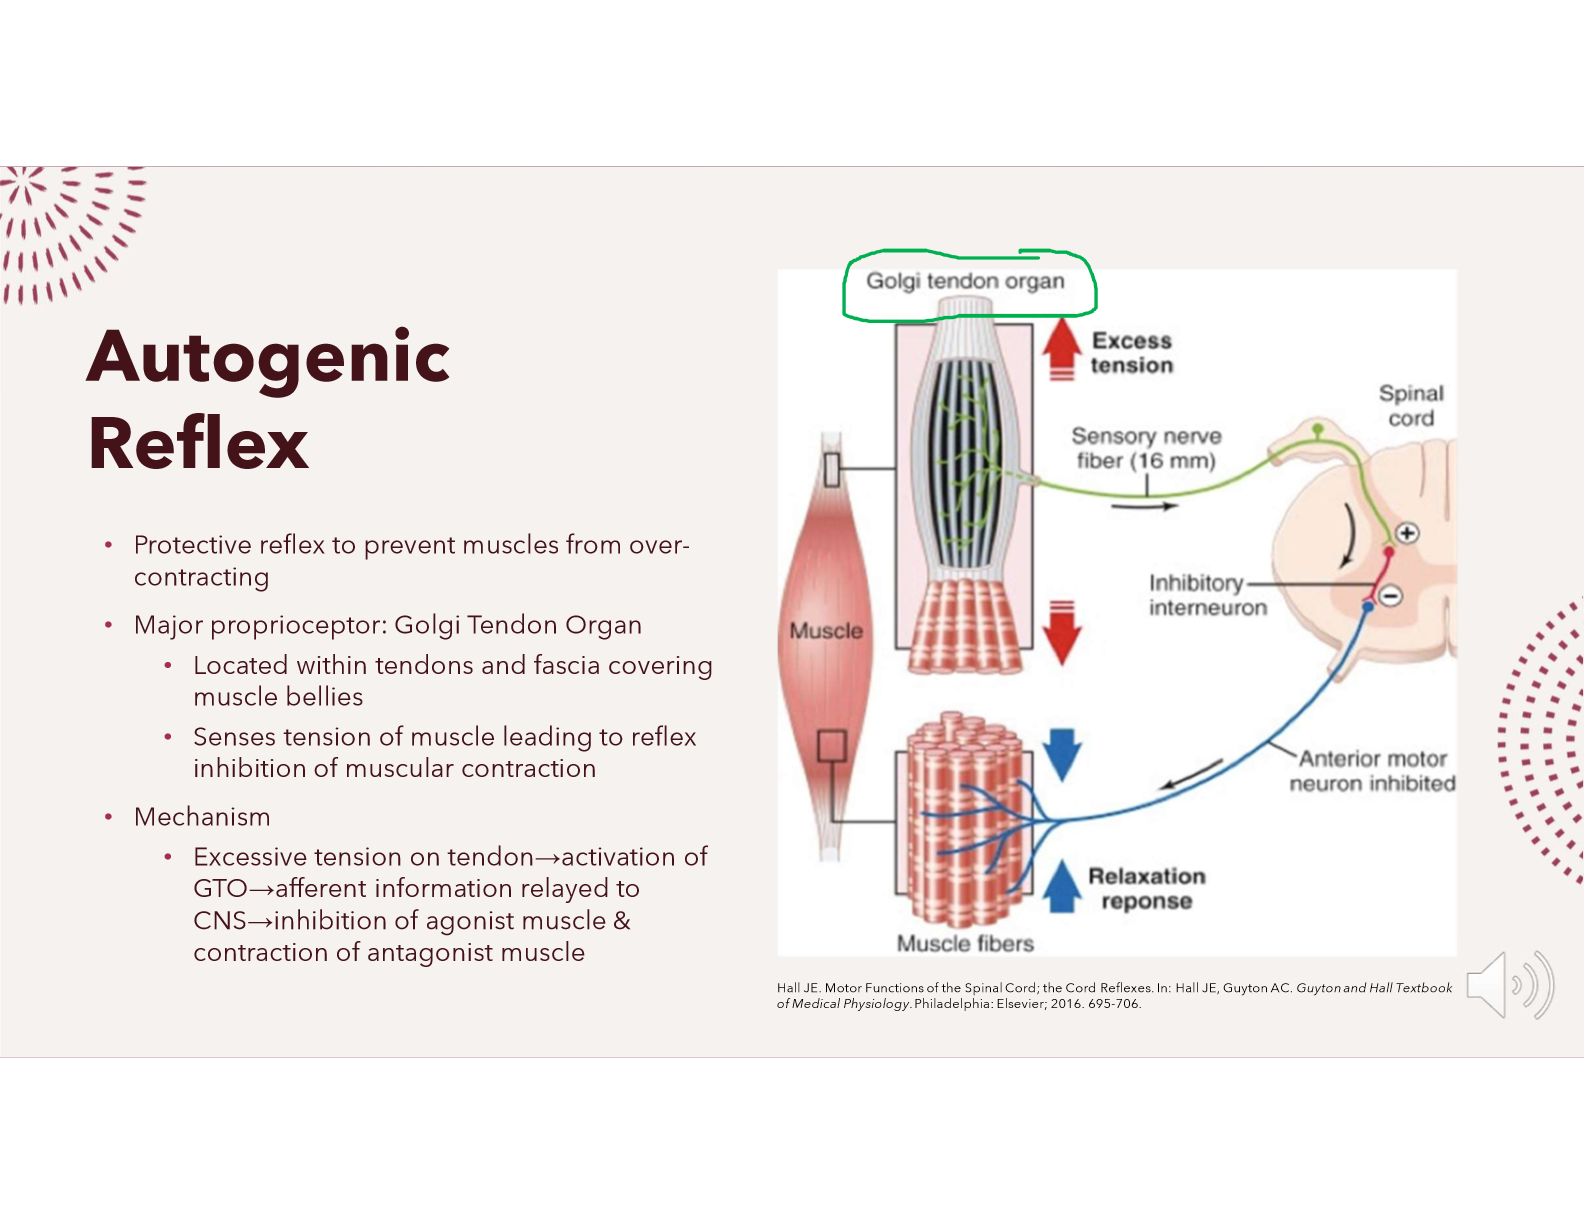 Autogenic
Reflex
• Protective reflex to prevent muscles from over-
contracting
• Major proprioceptor: Golgi Tendon Organ
• Located within tendons and fascia covering
muscle bellies
• Senses tension of muscle leading to reflex
inhibition of muscular contraction
• Mechanism
• Excessive tension on tendon→activation of
GTO→afferent information relayed to
CNS→inhibition of agonist muscle &
contraction of antagonist muscle
Golgi tendon organ
Excess
tension
Spinal
cord
Sensory nerve
fiber (16 mm)
+
Inhibitory
interneuron
−
Muscle
Anterior motor
neuron inhibited
Relaxation
reponse
Muscle fibers
Hall JE. Motor Functions of the Spinal Cord; the Cord Reflexes. In: Hall JE, Guyton AC. Guyton and Hall Textbook
of Medical Physiology. Philadelphia: Elsevier; 2016. 695-706.